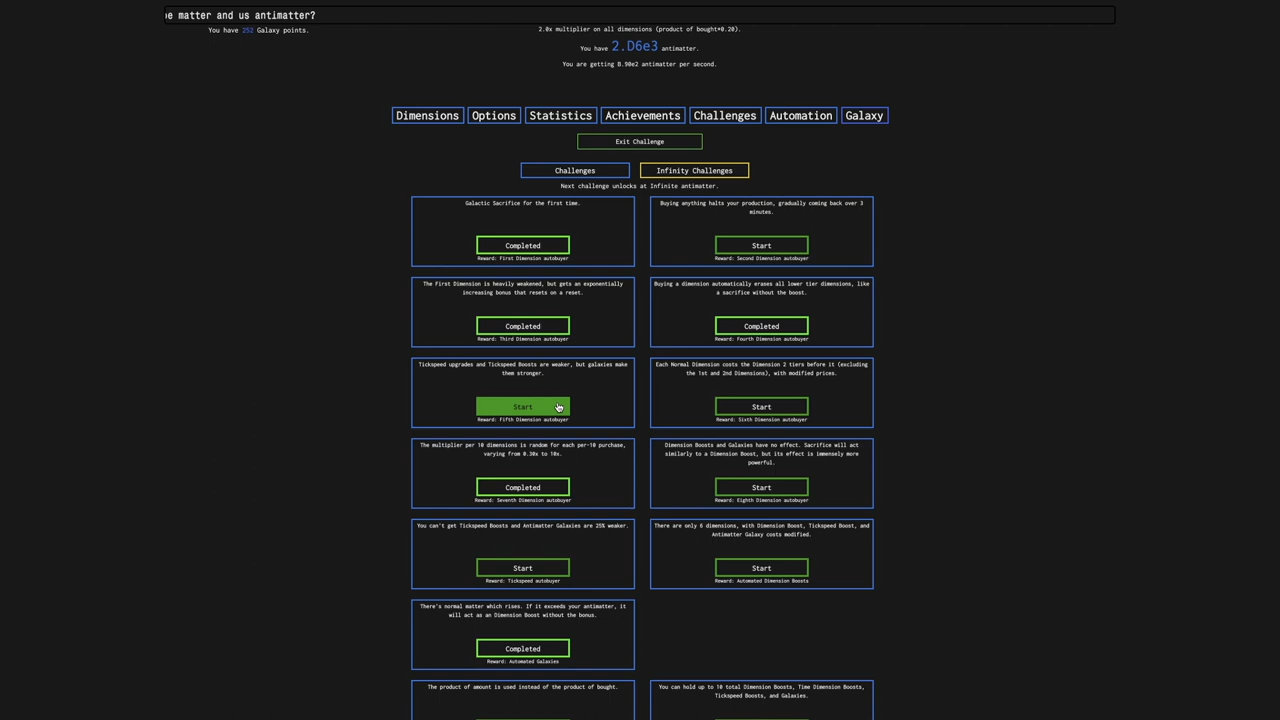 be matter and us antimatter?
You have 252 Galaxy points.
2.0x multiplier on all dimensions (product of bought*0.20).
You have 2.D6e3 antimatter.
You are getting B.90e2 antimatter per second.
Dimensions Options Statistics Achievements Challenges Automation Galaxy
Exit Challenge
Challenges Infinity Challenges
Next challenge unlocks at Infinite antimatter.
Galactic Sacrifice for the first time.
Completed
Reward: First Dimension autobuyer
Buying anything halts your production, gradually coming back over 3
minutes.
Start
Reward: Second Dimension autobuyer
The First Dimension is heavily weakened, but gets an exponentially
increasing bonus that resets on a reset.
Completed
Reward: Third Dimension autobuyer
Buying a dimension automatically erases all lower tier dimensions, like
a sacrifice without the boost.
Completed
Reward: Fourth Dimension autobuyer
Tickspeed upgrades and Tickspeed Boosts are weaker, but galaxies make
them stronger.
Start
Reward: Fifth Dimension autobuyer
Each Normal Dimension costs the Dimension 2 tiers before it (excluding
the 1st and 2nd Dimensions), with modified prices.
Start
Reward: Sixth Dimension autobuyer
The multiplier per 10 dimensions is random for each per-10 purchase,
varying from 0.30x to 10x.
Completed
Reward: Seventh Dimension autobuyer
Dimension Boosts and Galaxies have no effect. Sacrifice will act
similarly to a Dimension Boost, but its effect is immensely more
powerful.
Start
Reward: Eighth Dimension autobuyer
You can't get Tickspeed Boosts and Antimatter Galaxies are 25% weaker.
Start
Reward: Tickspeed autobuyer
There are only 6 dimensions, with Dimension Boost, Tickspeed Boost, and
Antimatter Galaxy costs modified.
Start
Reward: Automated Dimension Boosts
There's normal matter which rises. If it exceeds your antimatter, it
will act as an Dimension Boost without the bonus.
Completed
Reward: Automated Galaxies
The product of amount is used instead of the product of bought.
You can hold up to 10 total Dimension Boosts, Time Dimension Boosts,
Tickspeed Boosts, and Galaxies.